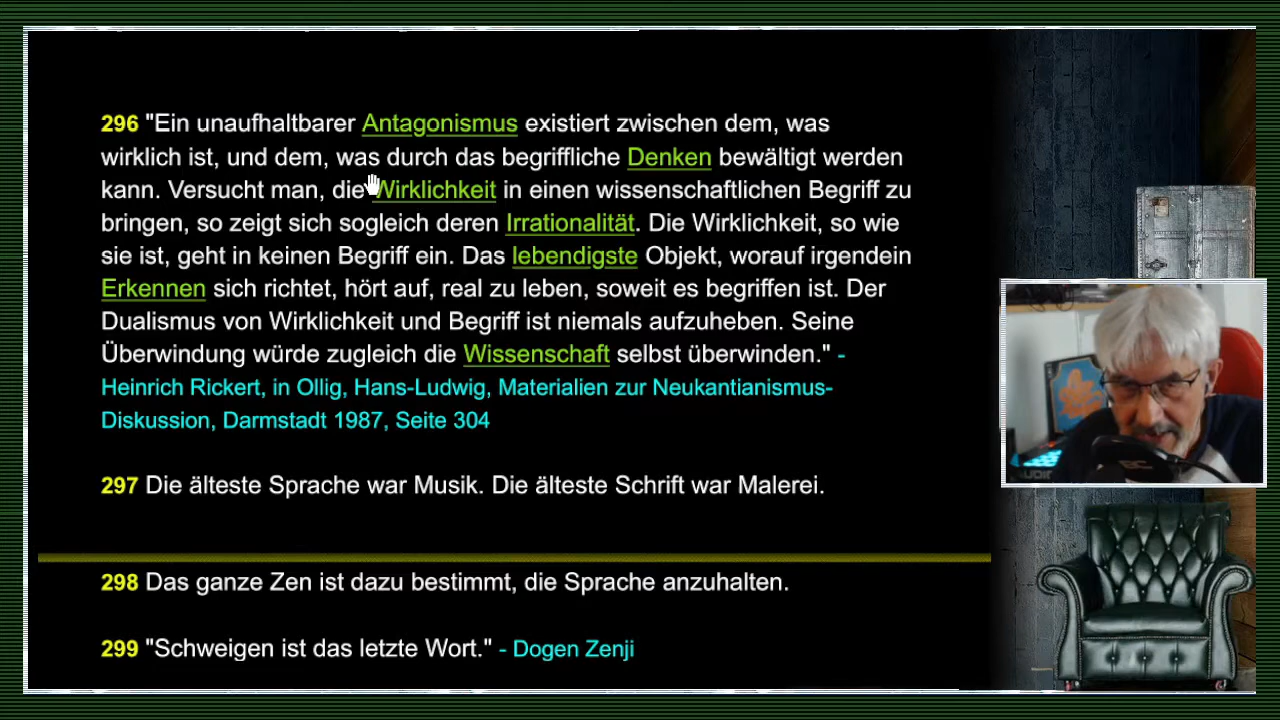 296 "Ein unaufhaltbarer Antagonismus existiert zwischen dem, was
wirklich ist, und dem, was durch das begriffliche Denken bewältigt werden
kann. Versucht man, die Wirklichkeit in einen wissenschaftlichen Begriff zu
bringen, so zeigt sich sogleich deren Irrationalität. Die Wirklichkeit, so wie
sie ist, geht in keinen Begriff ein. Das lebendigste Objekt, worauf irgendein
Erkennen sich richtet, hört auf, real zu leben, soweit es begriffen ist. Der
Dualismus von Wirklichkeit und Begriff ist niemals aufzuheben. Seine
Überwindung würde zugleich die Wissenschaft selbst überwinden." -
Heinrich Rickert, in Ollig, Hans-Ludwig, Materialien zur Neukantianismus-
Diskussion, Darmstadt 1987, Seite 304
297 Die älteste Sprache war Musik. Die älteste Schrift war Malerei.
298 Das ganze Zen ist dazu bestimmt, die Sprache anzuhalten.
299 "Schweigen ist das letzte Wort." - Dogen Zenji